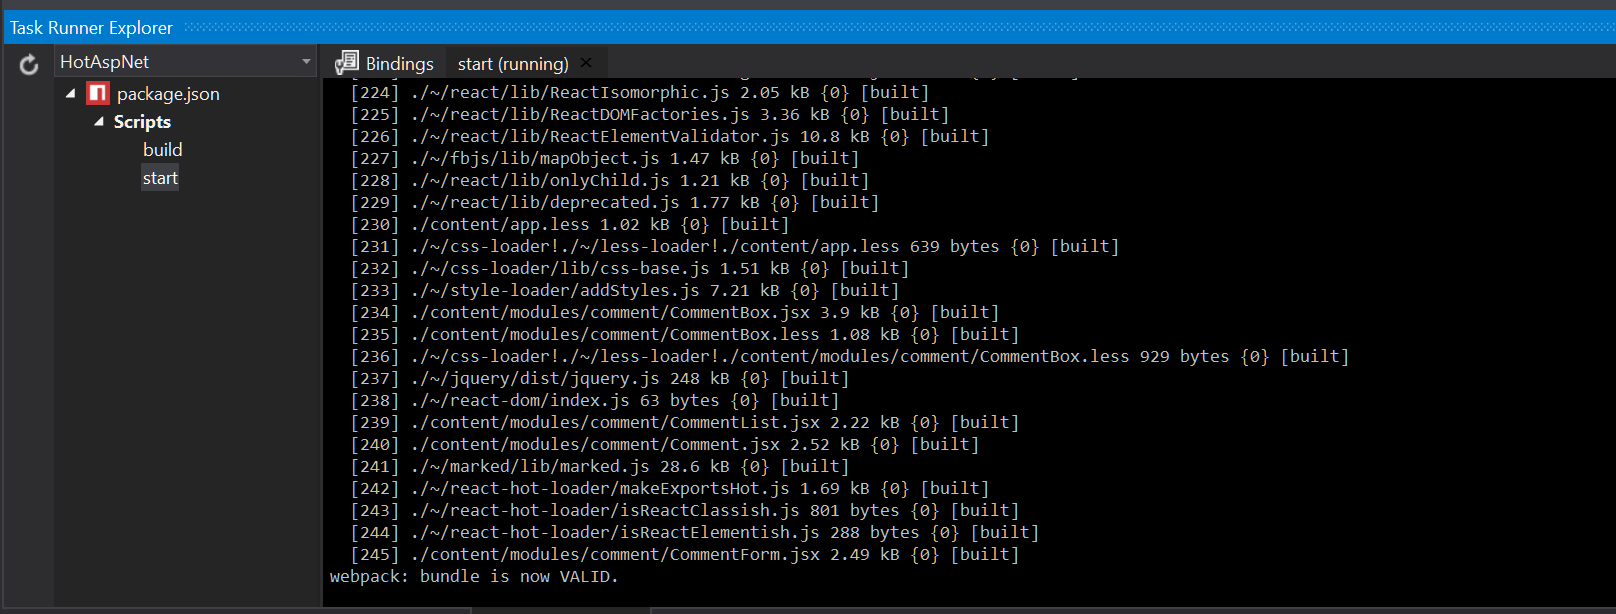 Task Runner Explorer
HotAspNet
Bindings
start (running)
package.json
Scripts
build
start
[224] ./~/react/lib/ReactIsomorphic.js 2.05 kB {0} [built]
[225] ./~/react/lib/ReactDOMFactories.js 3.36 kB {0} [built]
[226] ./~/react/lib/ReactElementValidator.js 10.8 kB {0} [built]
[227] ./~/fbjs/lib/mapObject.js 1.47 kB {0} [built]
[228] ./~/react/lib/onlyChild.js 1.21 kB {0} [built]
[229] ./~/react/lib/deprecated.js 1.77 kB {0} [built]
[230] ./content/app.less 1.02 kB {0} [built]
[231] ./~/css-loader!./~/less-loader!./content/app.less 639 bytes {0} [built]
[232] ./~/css-loader/lib/css-base.js 1.51 kB {0} [built]
[233] ./~/style-loader/addStyles.js 7.21 kB {0} [built]
[234] ./content/modules/comment/CommentBox.jsx 3.9 kB {0} [built]
[235] ./content/modules/comment/CommentBox.less 1.08 kB {0} [built]
[236] ./~/css-loader!./~/less-loader!./content/modules/comment/CommentBox.less 929 bytes {0} [built]
[237] ./~/jquery/dist/jquery.js 248 kB {0} [built]
[238] ./~/react-dom/index.js 63 bytes {0} [built]
[239] ./content/modules/comment/CommentList.jsx 2.22 kB {0} [built]
[240] ./content/modules/comment/Comment.jsx 2.52 kB {0} [built]
[241] ./~/marked/lib/marked.js 28.6 kB {0} [built]
[242] ./~/react-hot-loader/makeExportsHot.js 1.69 kB {0} [built]
[243] ./~/react-hot-loader/isReactClassish.js 801 bytes {0} [built]
[244] ./~/react-hot-loader/isReactElementish.js 288 bytes {0} [built]
[245] ./content/modules/comment/CommentForm.jsx 2.49 kB {0} [built]
webpack: bundle is now VALID.